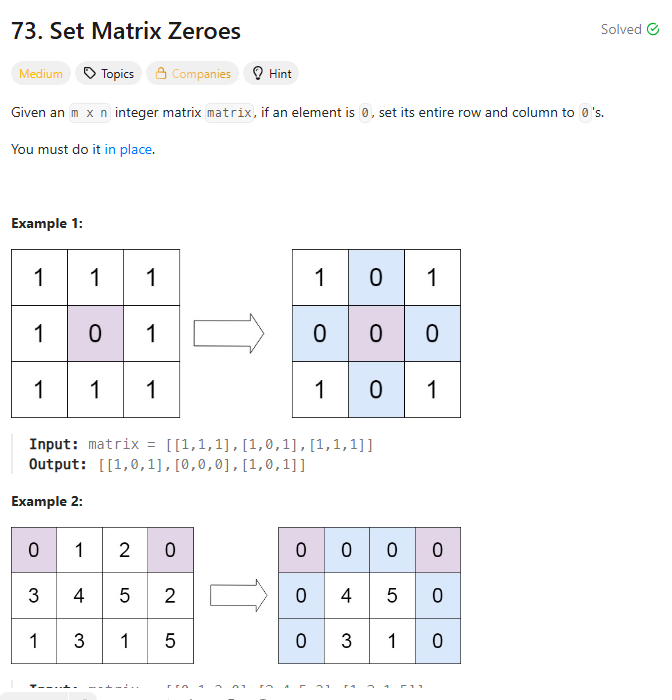 73. Set Matrix Zeroes
Solved
Medium Topics Companies Hint
Given an m x n integer matrix matrix, if an element is 0, set its entire row and column to 0's.
You must do it in place.
Example 1:
1 1 1 1 0 1
1 0 1 0 0 0
1 1 1 1 0 1
Input: matrix = [[1,1,1],[1,0,1],[1,1,1]]
Output: [[1,0,1],[0,0,0],[1,0,1]]
Example 2:
0 1 2 0 0 0 0 0
3 4 5 2 0 4 5 0
1 3 1 5 0 3 1 0